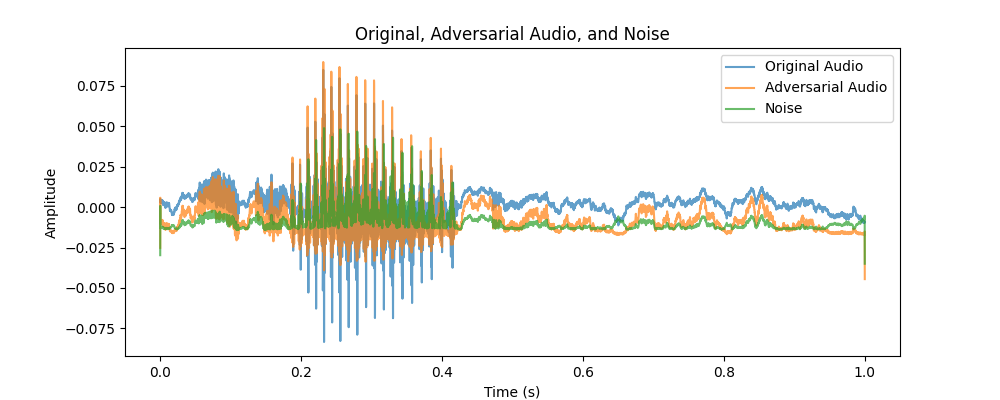 Original, Adversarial Audio, and Noise
Original Audio
Adversarial Audio
Noise
Amplitude
0.075
0.050
0.025
0.000
−0.025
−0.050
−0.075
0.0 0.2 0.4 0.6 0.8 1.0
Time (s)